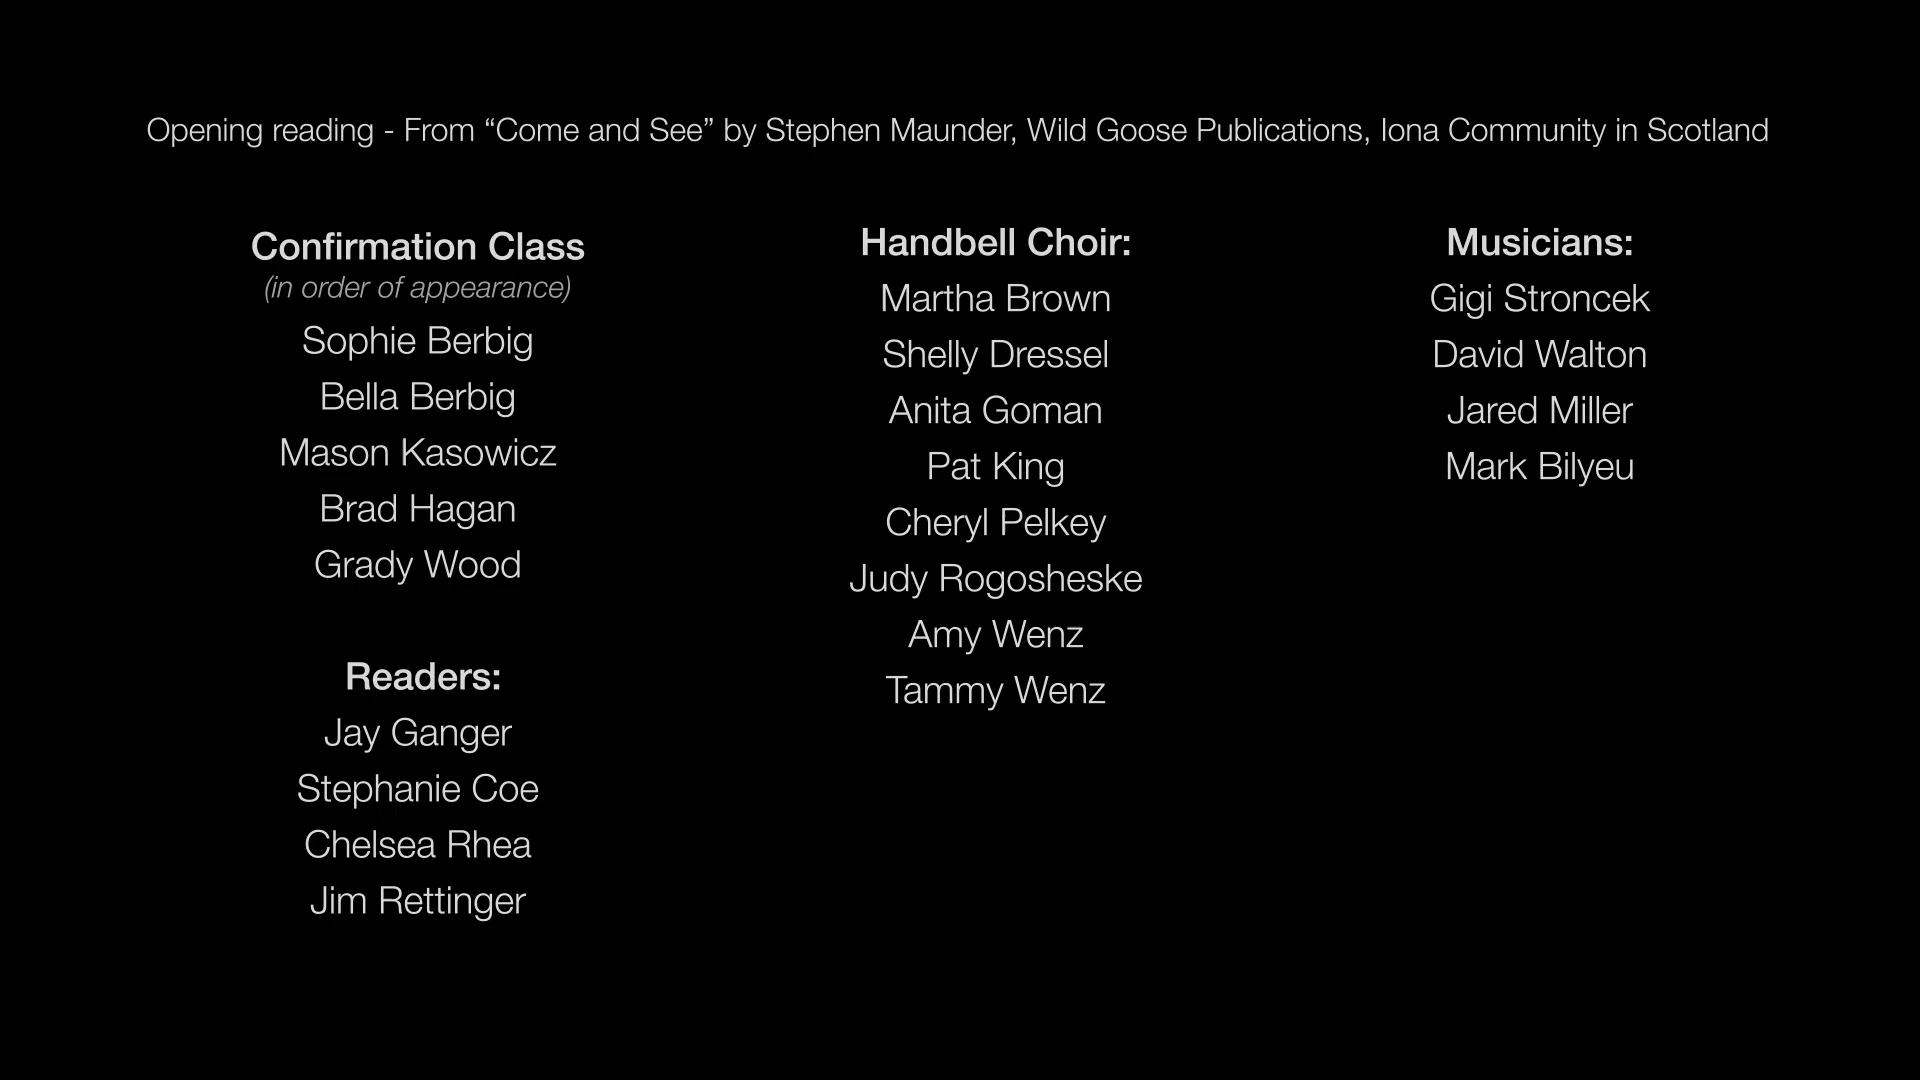 Opening reading - From “Come and See” by Stephen Maunder, Wild Goose Publications, Iona Community in Scotland
Confirmation Class
(in order of appearance)
Sophie Berbig
Bella Berbig
Mason Kasowicz
Brad Hagan
Grady Wood
Readers:
Jay Ganger
Stephanie Coe
Chelsea Rhea
Jim Rettinger
Handbell Choir:
Martha Brown
Shelly Dressel
Anita Goman
Pat King
Cheryl Pelkey
Judy Rogosheske
Amy Wenz
Tammy Wenz
Musicians:
Gigi Stroncek
David Walton
Jared Miller
Mark Bilyeu